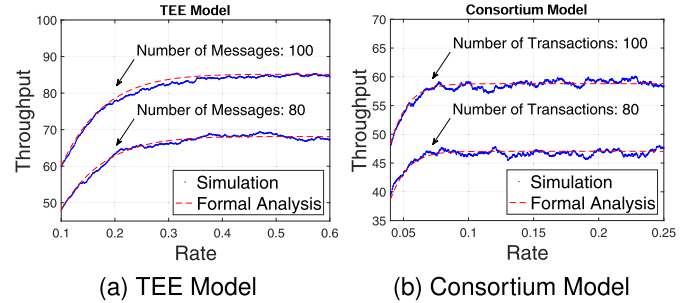 TEE Model
Throughput
100
90
80
70
60
50
Number of Messages: 100
Number of Messages: 80
Simulation
Formal Analysis
0.1
0.2
0.3
0.4
0.5
0.6
Rate
(a) TEE Model
Consortium Model
Throughput
70
65
60
55
50
45
40
35
Number of Transactions: 100
Number of Transactions: 80
Simulation
Formal Analysis
0.05
0.1
0.15
0.2
0.25
Rate
(b) Consortium Model